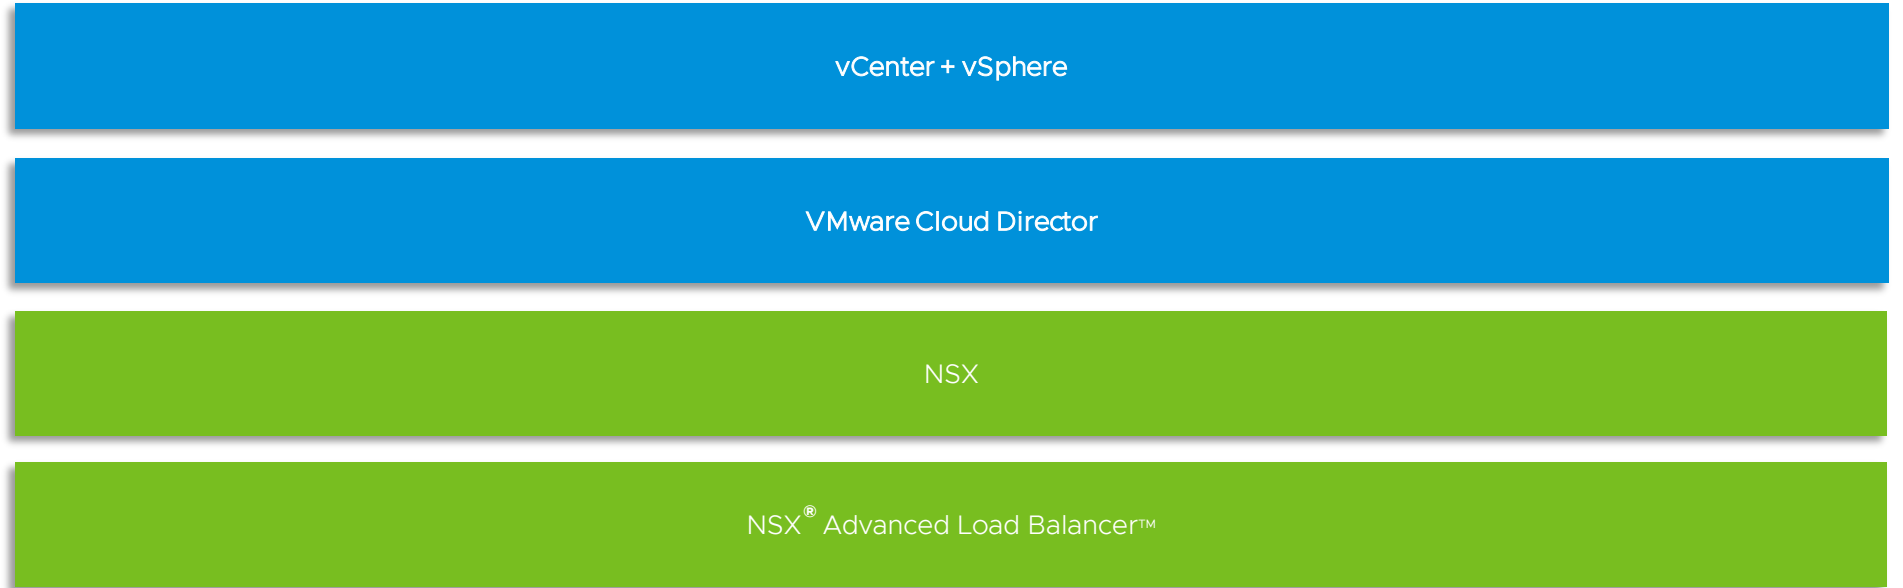 vCenter + vSphere
VMware Cloud Director
NSX
NSX® Advanced Load Balancer™